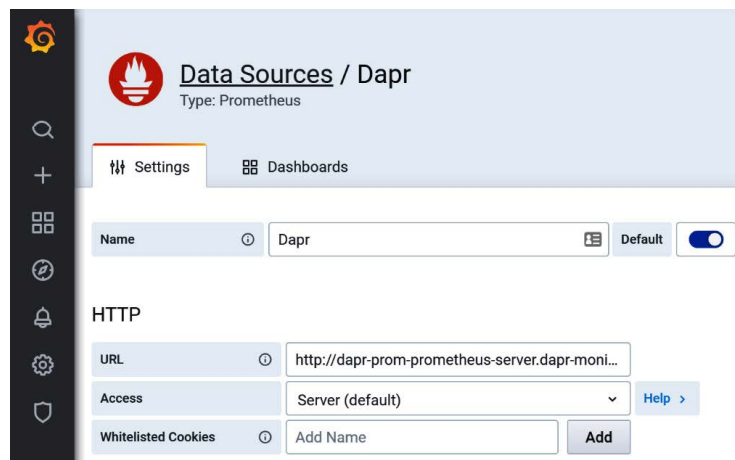 Data Sources / Dapr
Type: Prometheus
Settings
Dashboards
Name
Dapr
Default
HTTP
URL
http://dapr-prom-prometheus-server.dapr-moni...
Access
Server (default)
Help >
Whitelisted Cookies
Add Name
Add